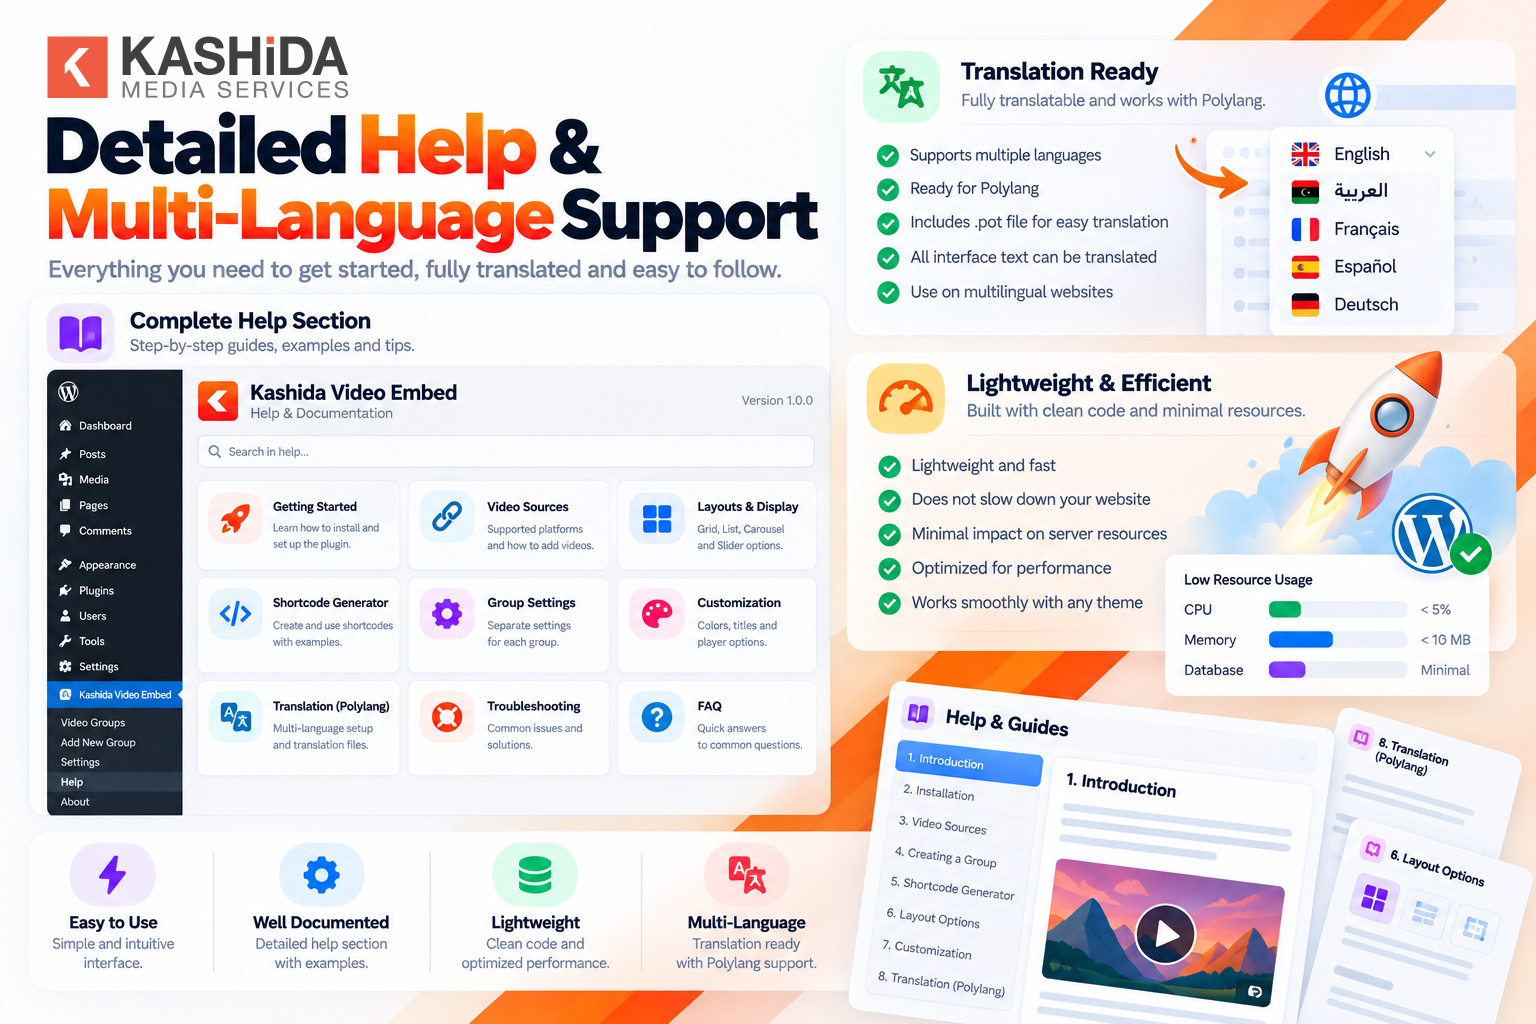 KASHiDA
MEDIA SERVICES
Detailed Help &
Multi-Language Support
Everything you need to get started, fully translated and easy to follow.
Complete Help Section
Step-by-step guides, examples and tips.
Dashboard
Posts
Media
Pages
Comments
Appearance
Plugins
Users
Tools
Settings
Kashida Video Embed
Video Groups
Add New Group
Settings
Help
About
Kashida Video Embed
Help & Documentation
Version 1.0.0
Search in help...
Getting Started
Learn how to install and
set up the plugin.
Video Sources
Supported platforms
and how to add videos.
Layouts & Display
Grid, List, Carousel
and Slider options.
Shortcode Generator
Create and use shortcodes
with examples.
Group Settings
Separate settings
for each group.
Customization
Colors, titles and
player options.
Translation (Polylang)
Multi-language setup
and translation files.
Troubleshooting
Common issues and
solutions.
FAQ
Quick answers
to common questions.
Easy to Use
Simple and intuitive
interface.
Well Documented
Detailed help section
with examples.
Lightweight
Clean code and
optimized performance.
Multi-Language
Translation ready
with Polylang support.
Translation Ready
Fully translatable and works with Polylang.
Supports multiple languages
Ready for Polylang
Includes .pot file for easy translation
All interface text can be translated
Use on multilingual websites
English
العربية
Français
Español
Deutsch
Lightweight & Efficient
Built with clean code and minimal resources.
Lightweight and fast
Does not slow down your website
Minimal impact on server resources
Optimized for performance
Works smoothly with any theme
Low Resource Usage
CPU
< 5%
Memory
< 10 MB
Database
Minimal
Help & Guides
1. Introduction
2. Installation
3. Video Sources
4. Creating a Group
5. Shortcode Generator
6. Layout Options
7. Customization
8. Translation (Polylang)
1. Introduction
8. Translation
(Polylang)
6. Layout Options